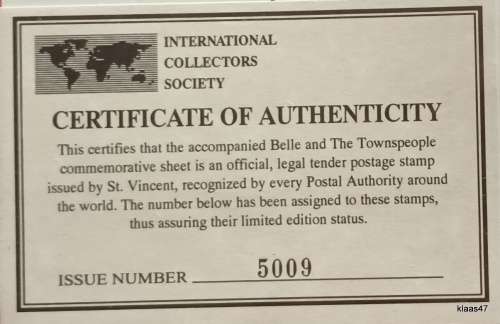 INTERNATIONAL
COLLECTORS
SOCIETY
CERTIFICATE OF AUTHENTICITY
This certifies that the accompanied Belle and The Townspeople
commemorative sheet is an official, legal tender postage stamp
issued by St. Vincent, recognized by every Postal Authority around
the world. The number below has been assigned to these stamps,
thus assuring their limited edition status.
ISSUE NUMBER 5009
klaas47